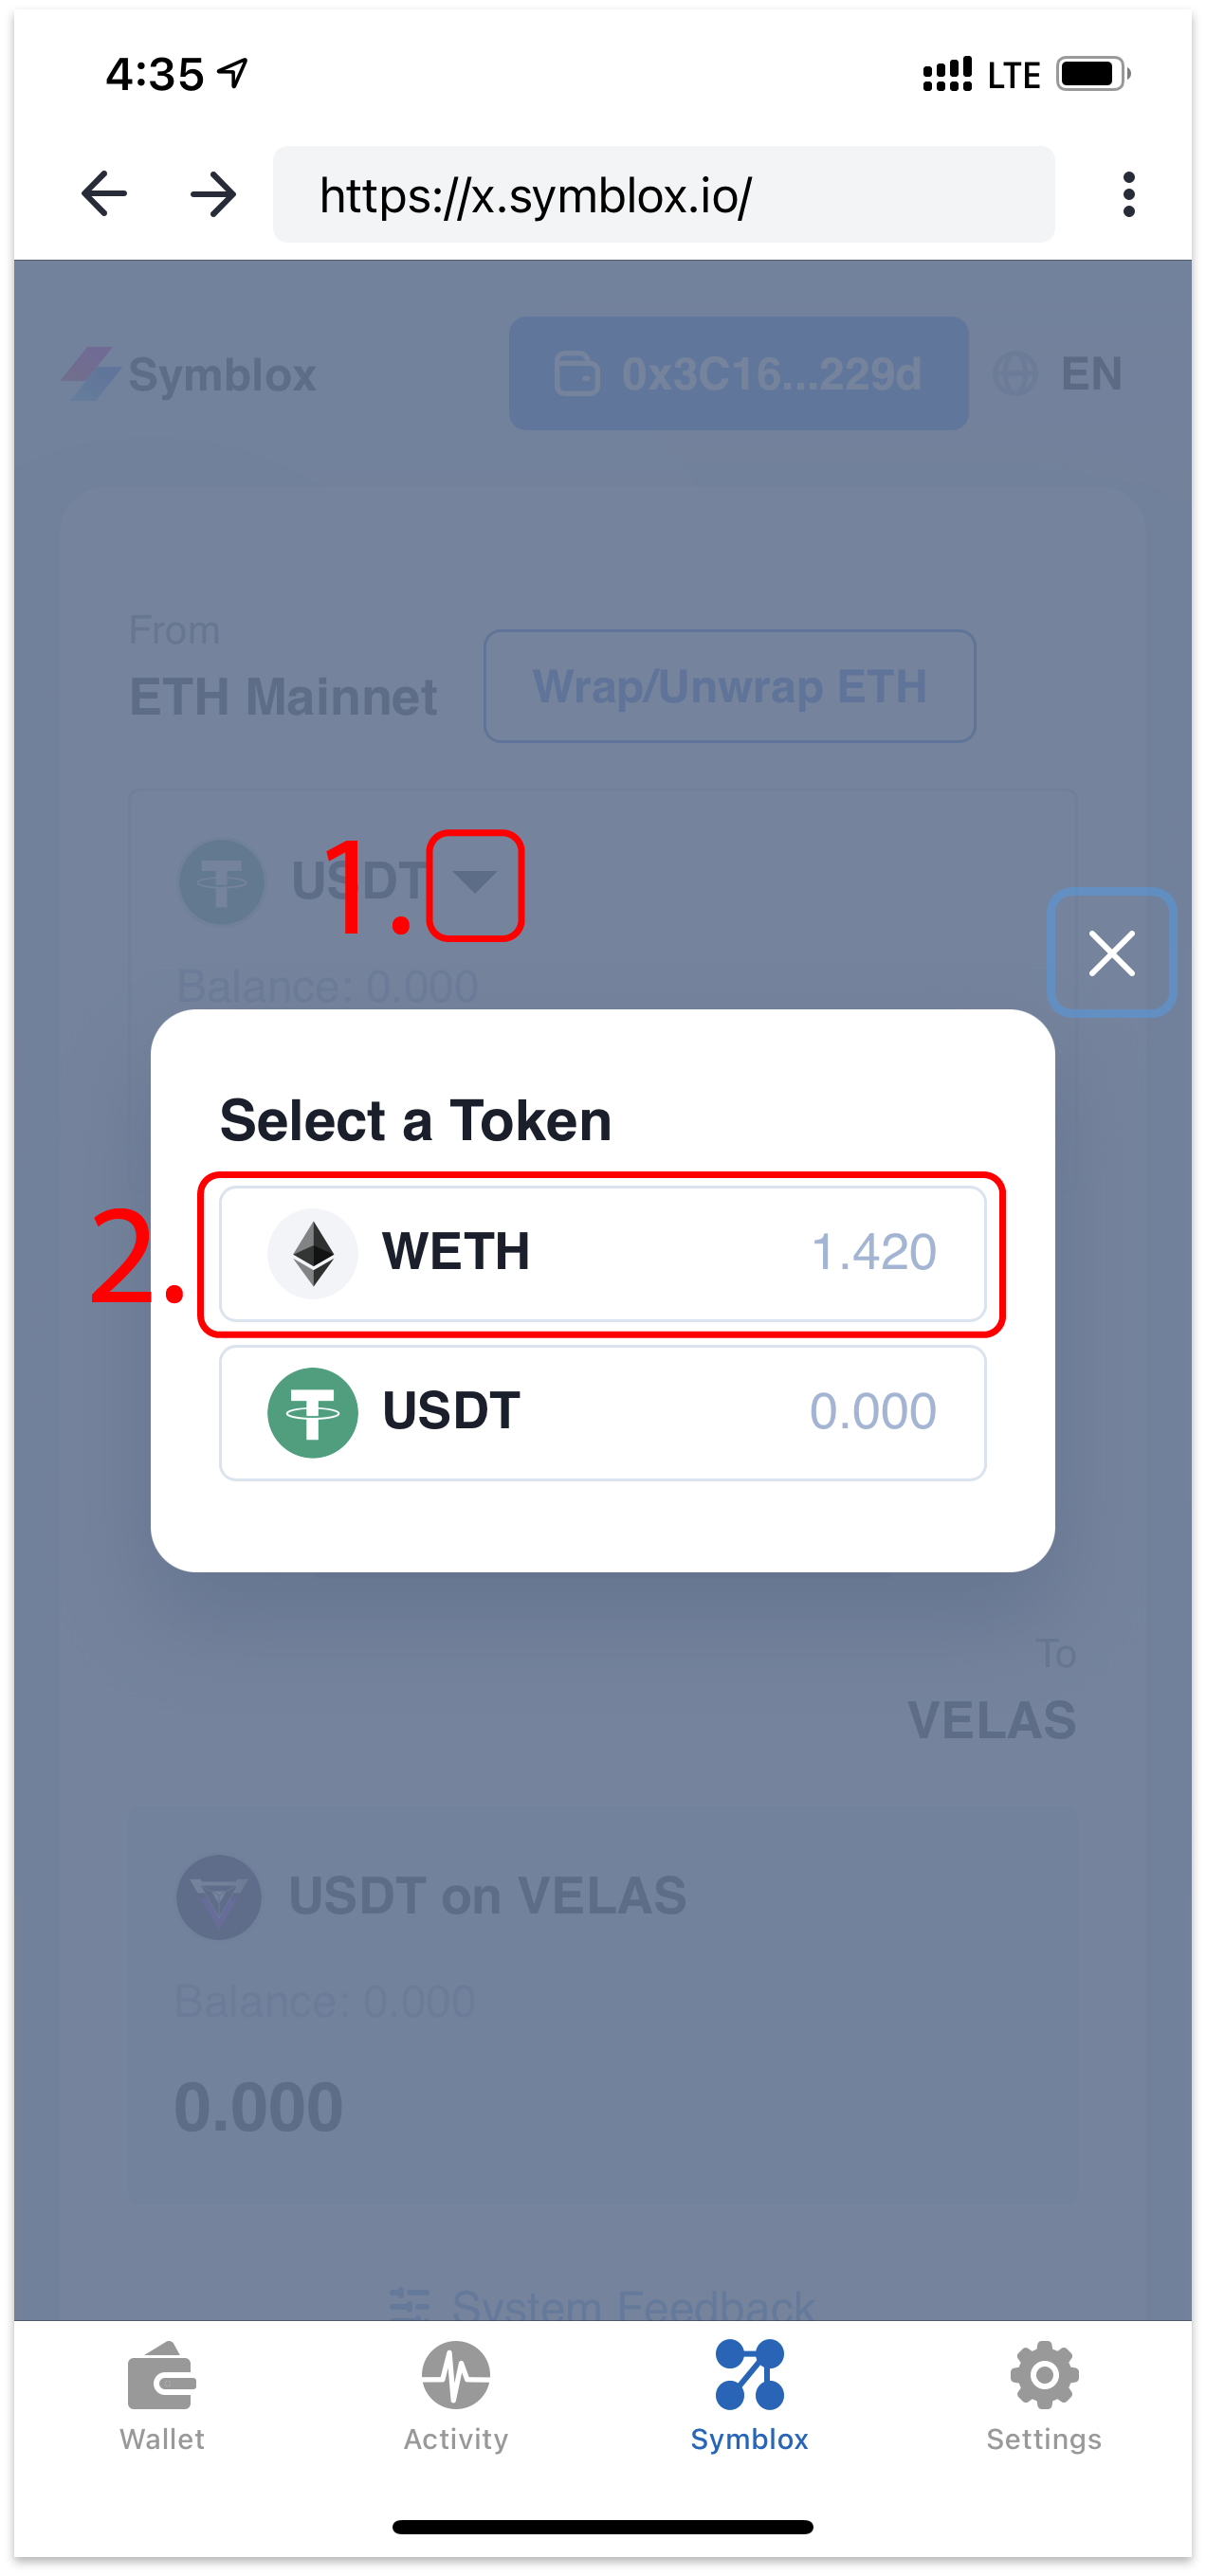 4:35 LTE
https://x.symblox.io/
Symblox 0x3C16...229d EN
From
ETH Mainnet Wrap/Unwrap ETH
1. USDT
Balance: 0.000
Select a Token
2. WETH 1.420
USDT 0.000
To
VELAS
USDT on VELAS
Balance: 0.000
0.000
System Feedback
Wallet Activity Symblox Settings